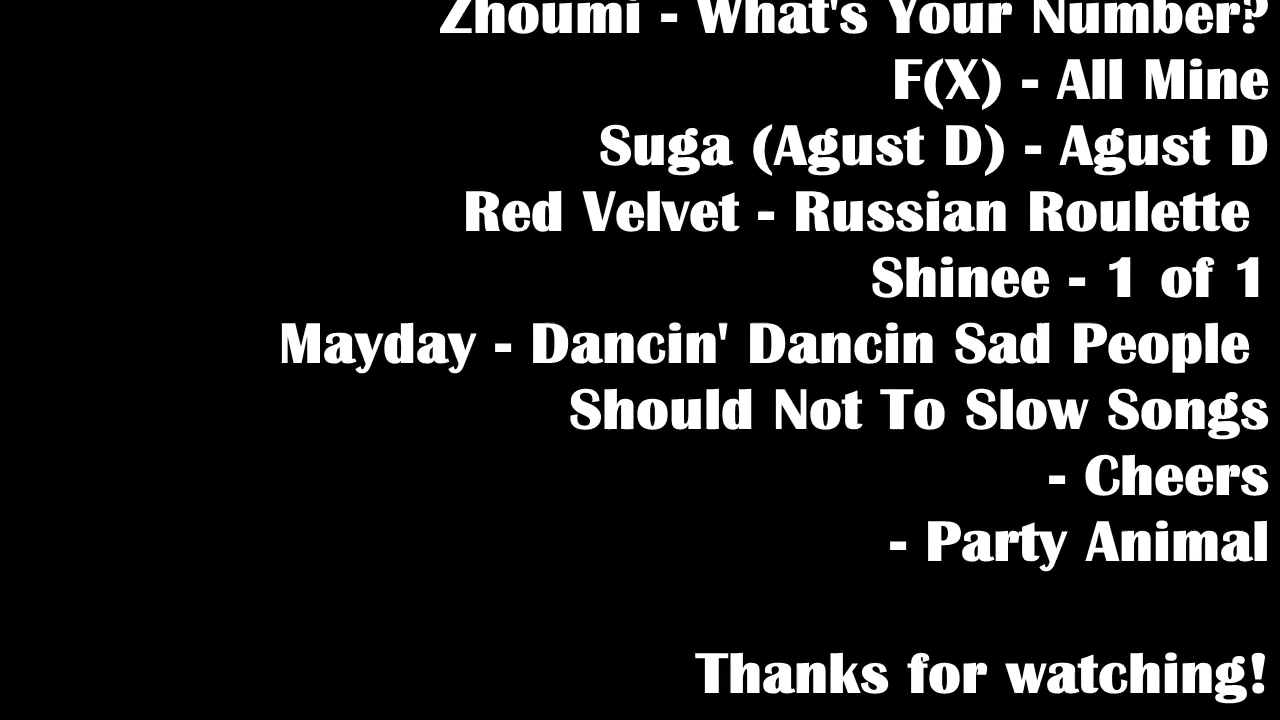 Zhoumi - What's Your Number?
F(X) - All Mine
Suga (Agust D) - Agust D
Red Velvet - Russian Roulette
Shinee - 1 of 1
Mayday - Dancin' Dancin Sad People
Should Not To Slow Songs
- Cheers
- Party Animal
Thanks for watching!